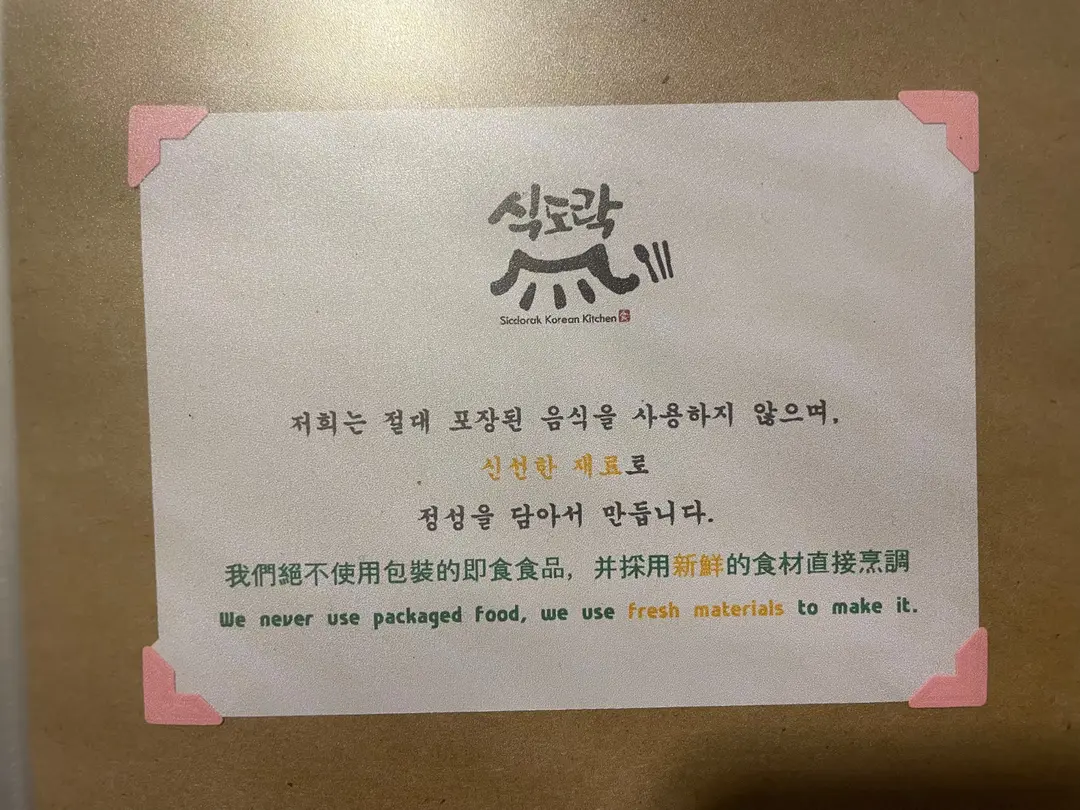 식도락
Sicdorak Korean Kitchen 食
저희는 절대 포장된 음식을 사용하지 않으며,
신선한 재료로
정성을 담아서 만듭니다.
我們絕不使用包裝的即食食品，并採用新鮮的食材直接烹調
We never use packaged food, we use fresh materials to make it.